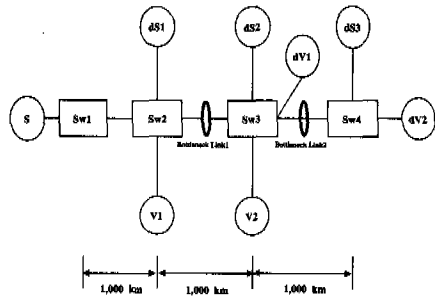 dS1
dS2
dS3
dV1
S
Sw1
Sw2
Sw3
Sw4
dV2
Bottleneck Link1
Bottleneck Link2
V1
V2
1,000 km
1,000 km
1,000 km